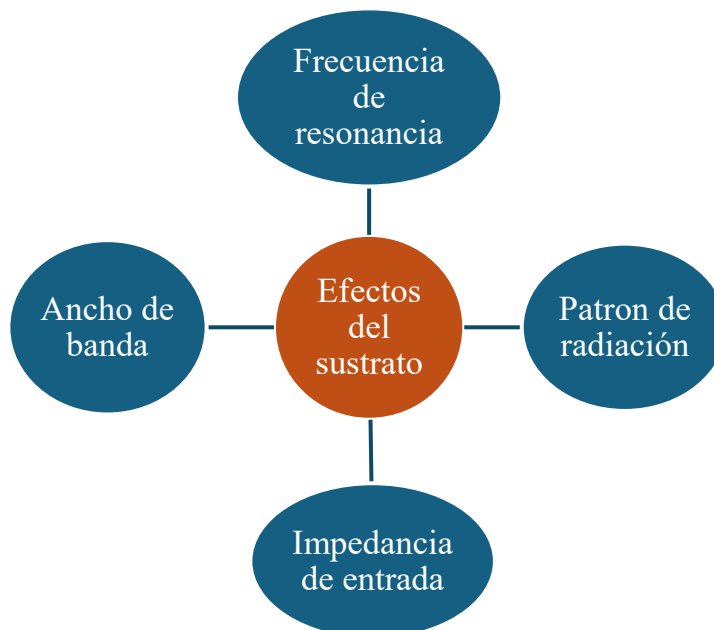 Frecuencia
de
resonancia
Ancho de
banda
Efectos
del
sustrato
Patron de
radiación
Impedancia
de entrada